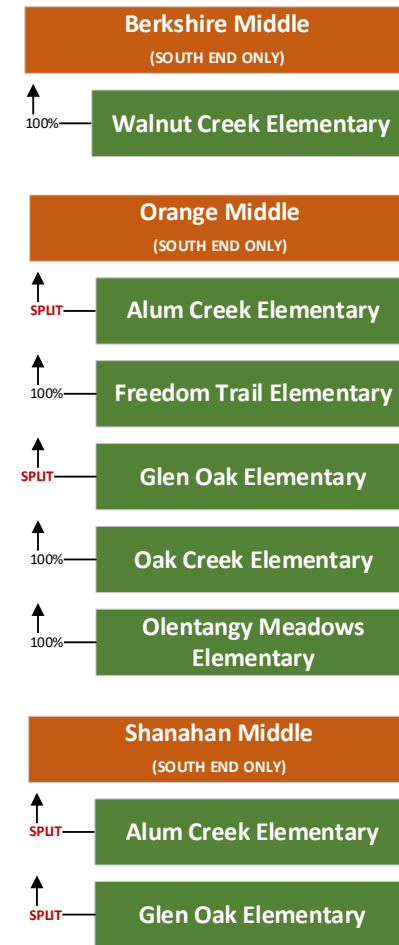 Berkshire Middle
(SOUTH END ONLY)
100%
Walnut Creek Elementary
Orange Middle
(SOUTH END ONLY)
SPLIT
Alum Creek Elementary
100%
Freedom Trail Elementary
SPLIT
Glen Oak Elementary
100%
Oak Creek Elementary
100%
Olentangy Meadows
Elementary
Shanahan Middle
(SOUTH END ONLY)
SPLIT
Alum Creek Elementary
SPLIT
Glen Oak Elementary